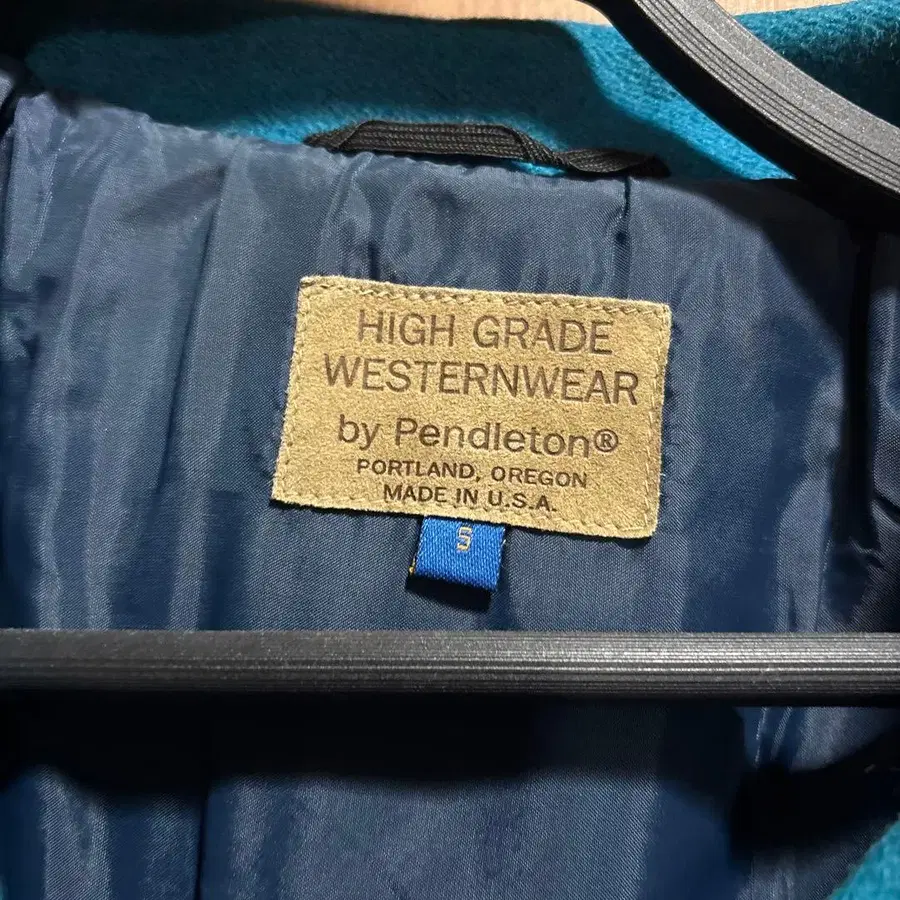 HIGH GRADE
WESTERNWEAR
by Pendleton®
PORTLAND, OREGON
MADE IN U.S.A.
S